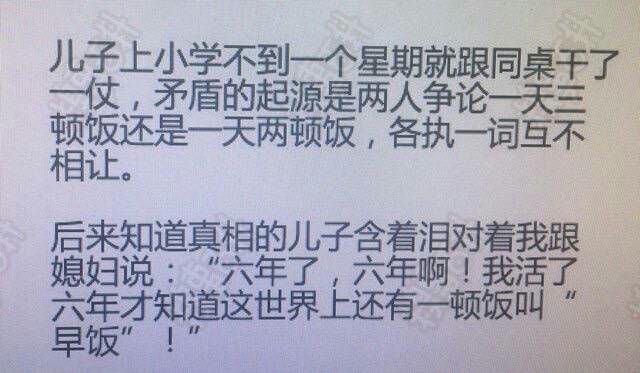 儿子上小学不到一个星期就跟同桌干了
一仗，矛盾的起源是两人争论一天三
顿饭还是一天两顿饭，各执一词互不
相让。
后来知道真相的儿子含着泪对着我跟
媳妇说：“六年了，六年啊！我活了
六年才知道这世界上还有一顿饭叫“
早饭”！”